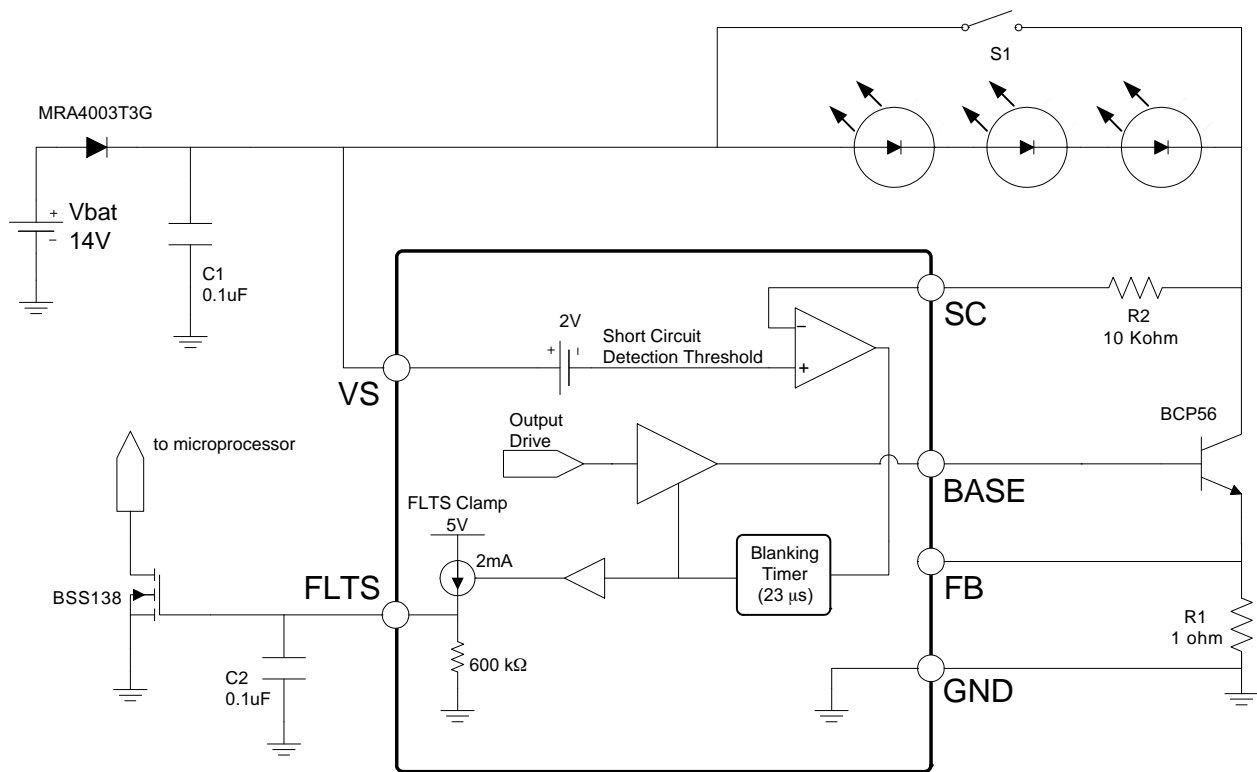 S1
MRA4003T3G
+
Vbat
−
14V
C1
0.1uF
SC
R2
10 Kohm
2V
+
-
Short Circuit
Detection Threshold
−
+
VS
BCP56
to microprocessor
Output
Drive
BASE
FLTS Clamp
5V
2mA
Blanking
Timer
(23 μs)
FLTS
FB
BSS138
R1
1 ohm
600 kΩ
C2
0.1uF
GND